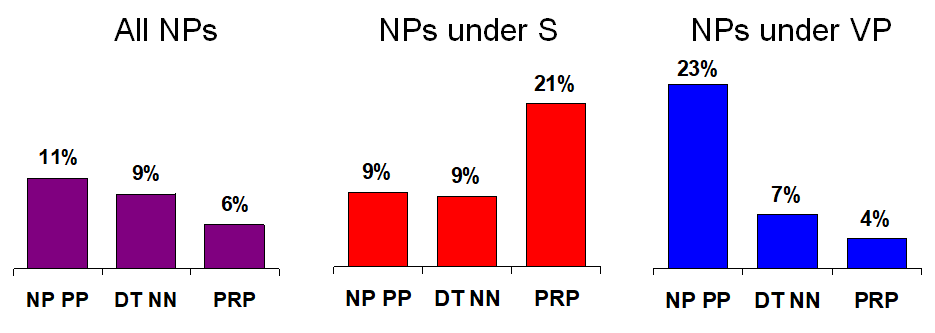 All NPs
11%
9%
6%
NP PP DT NN PRP
NPs under S
9%
9%
21%
NP PP DT NN PRP
NPs under VP
23%
7%
4%
NP PP DT NN PRP